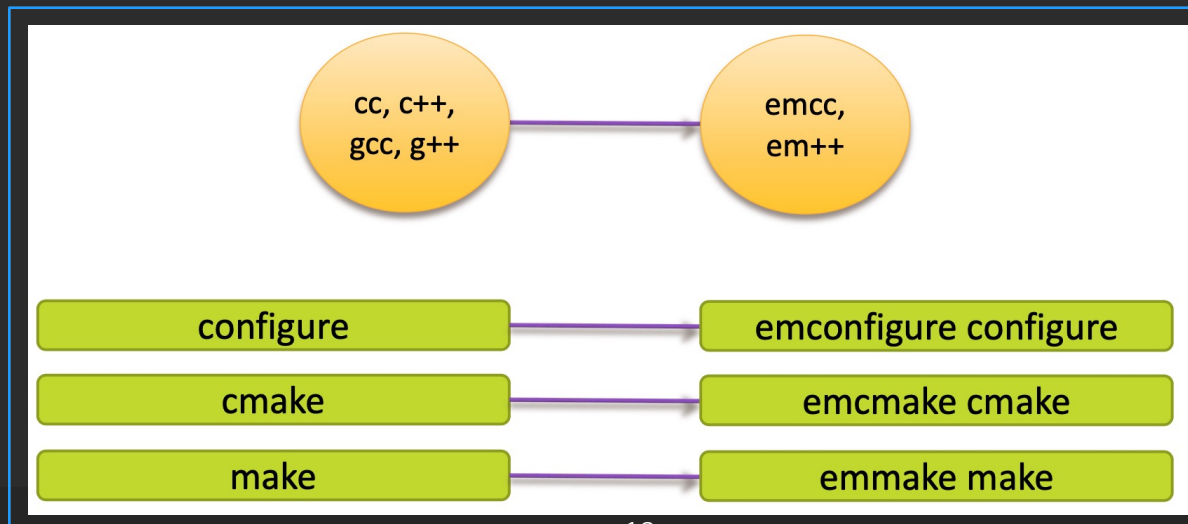 cc, c++,
gcc, g++
emcc,
em++
configure
emconfigure configure
cmake
emcmake cmake
make
emmake make